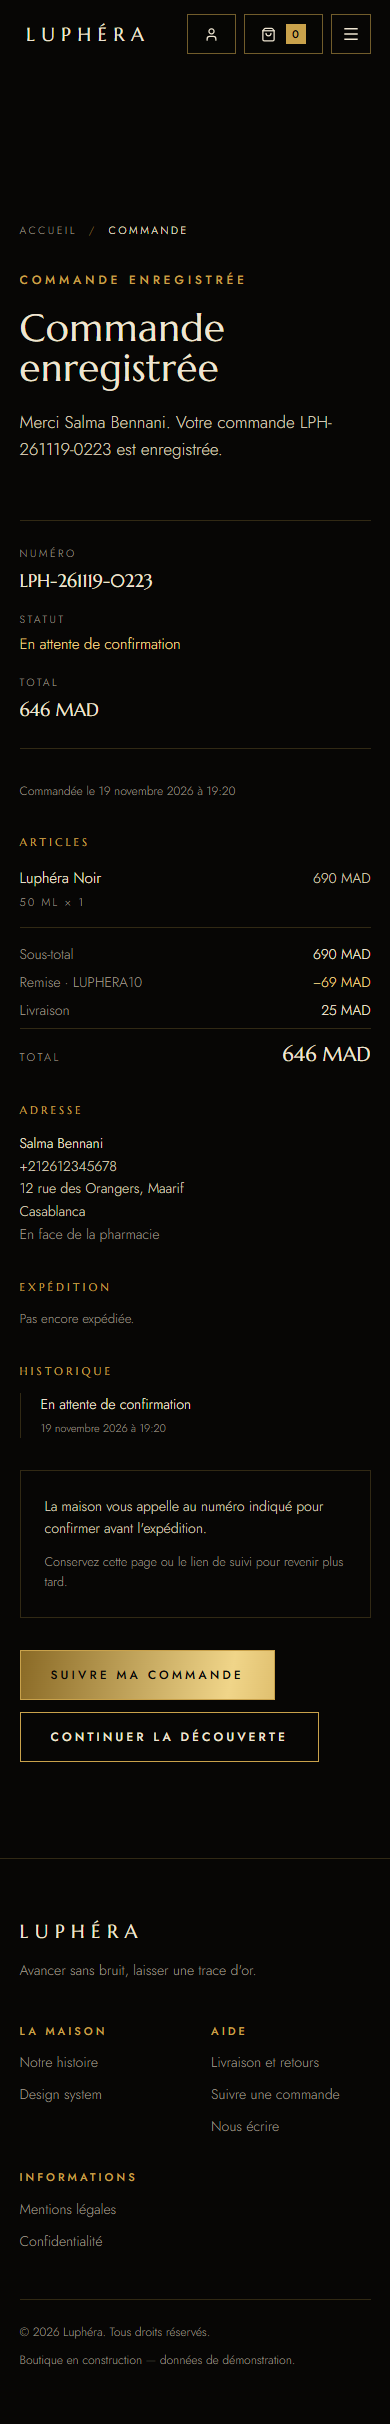 LUPHÉRA
0
ACCUEIL / COMMANDE
COMMANDE ENREGISTRÉE
Commande
enregistrée
Merci Salma Bennani. Votre commande LPH-
261119-0223 est enregistrée.
NUMÉRO
LPH-261119-0223
STATUT
En attente de confirmation
TOTAL
646 MAD
Commandée le 19 novembre 2026 à 19:20
ARTICLES
Luphéra Noir 690 MAD
50 ML × 1
Sous-total 690 MAD
Remise · LUPHERA10 −69 MAD
Livraison 25 MAD
TOTAL 646 MAD
ADRESSE
Salma Bennani
+212612345678
12 rue des Orangers, Maarif
Casablanca
En face de la pharmacie
EXPÉDITION
Pas encore expédiée.
HISTORIQUE
En attente de confirmation
19 novembre 2026 à 19:20
La maison vous appelle au numéro indiqué pour
confirmer avant l'expédition.
Conservez cette page ou le lien de suivi pour revenir plus
tard.
SUIVRE MA COMMANDE
CONTINUER LA DÉCOUVERTE
LUPHÉRA
Avancer sans bruit, laisser une trace d'or.
LA MAISON
Notre histoire
Design system
AIDE
Livraison et retours
Suivre une commande
Nous écrire
INFORMATIONS
Mentions légales
Confidentialité
© 2026 Luphéra. Tous droits réservés.
Boutique en construction — données de démonstration.